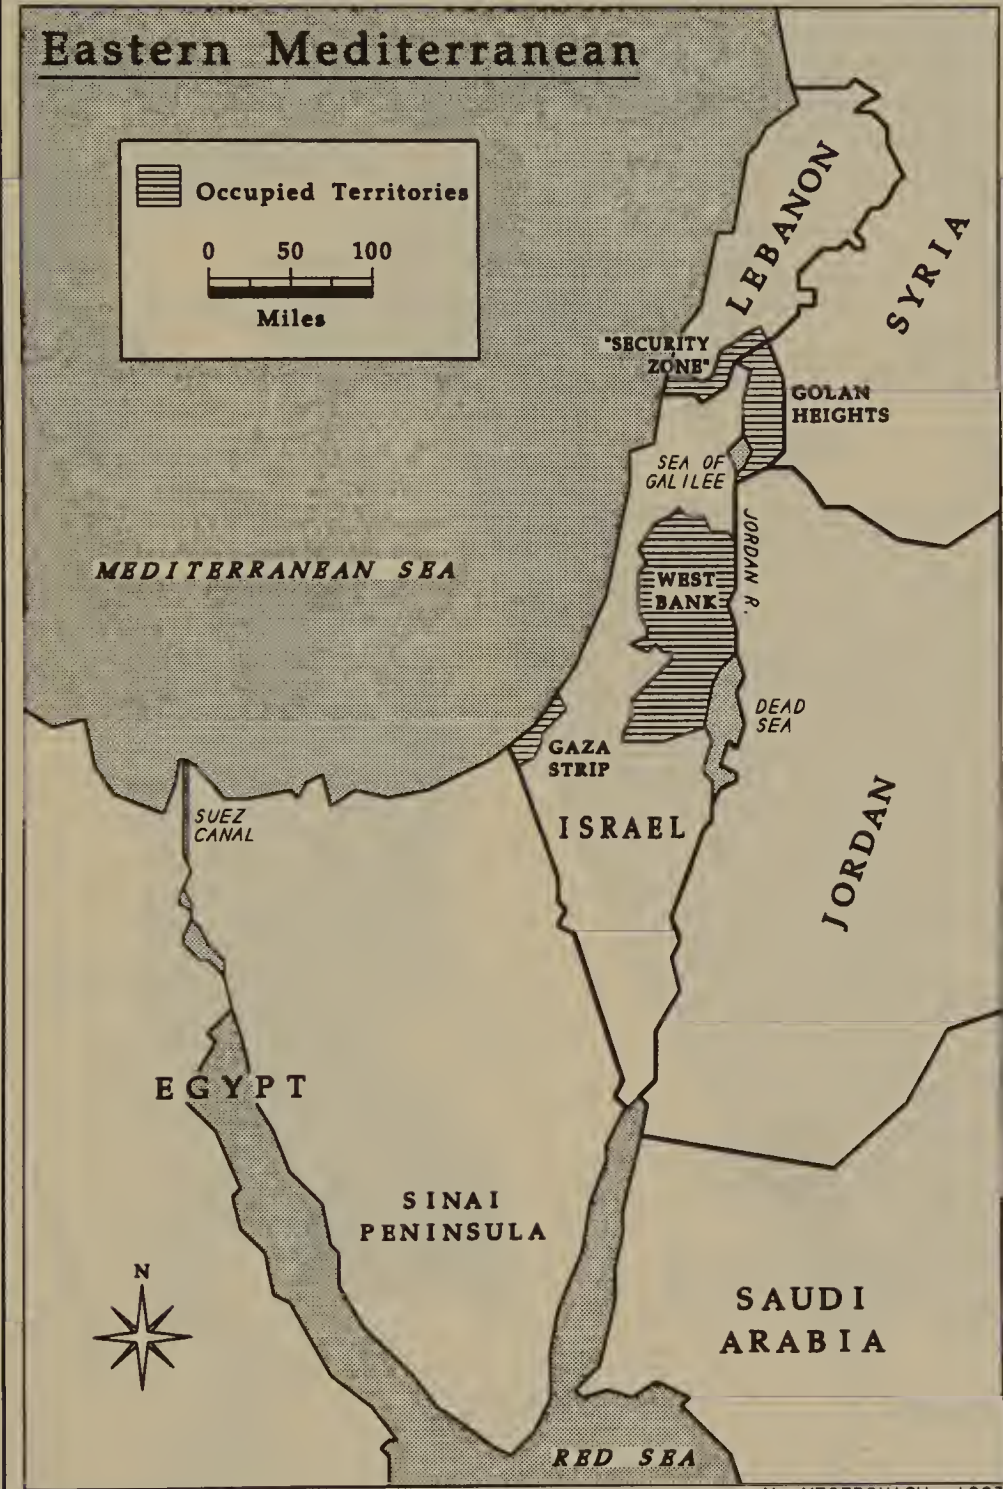 Eastern Mediterranean
Occupied Territories
0 50 100
Miles
LEBANON
SYRIA
"SECURITY
ZONE"
GOLAN
HEIGHTS
SEA OF
GALILEE
JORDAN R.
MEDITERRANEAN SEA
WEST
BANK
DEAD
SEA
GAZA
STRIP
SUEZ
CANAL
ISRAEL
JORDAN
EGYPT
SINAI
PENINSULA
N
SAUDI
ARABIA
RED SEA